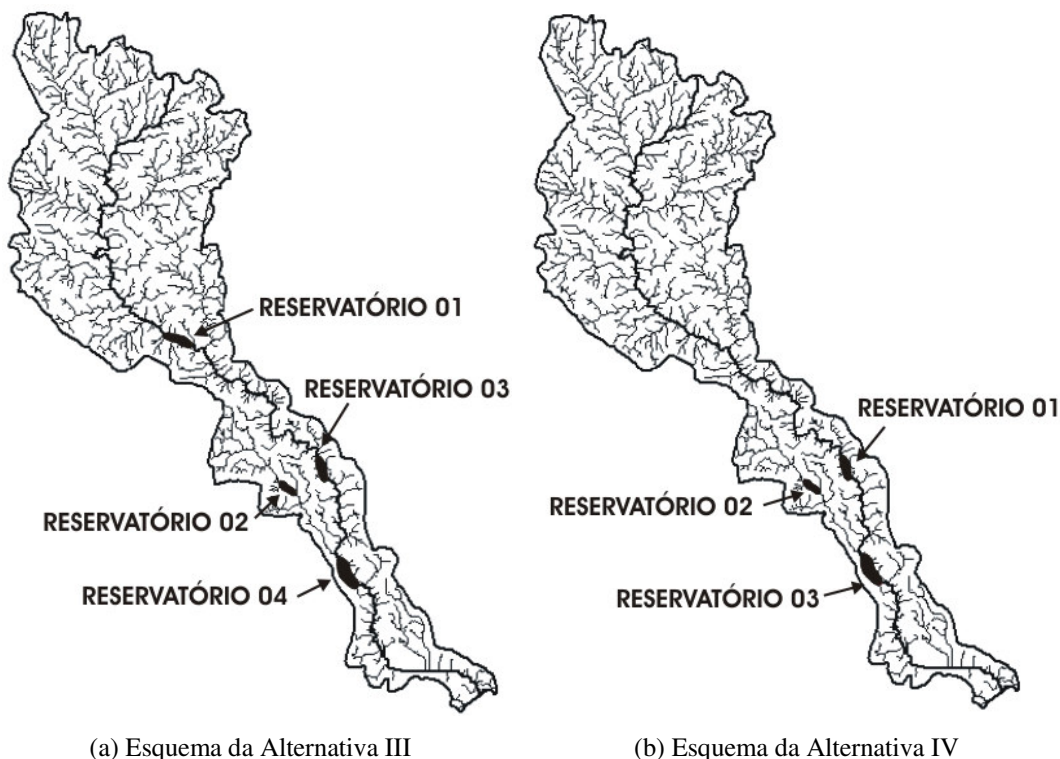 RESERVATÓRIO 01
RESERVATÓRIO 03
RESERVATÓRIO 02
RESERVATÓRIO 04
(a) Esquema da Alternativa III
RESERVATÓRIO 01
RESERVATÓRIO 02
RESERVATÓRIO 03
(b) Esquema da Alternativa IV